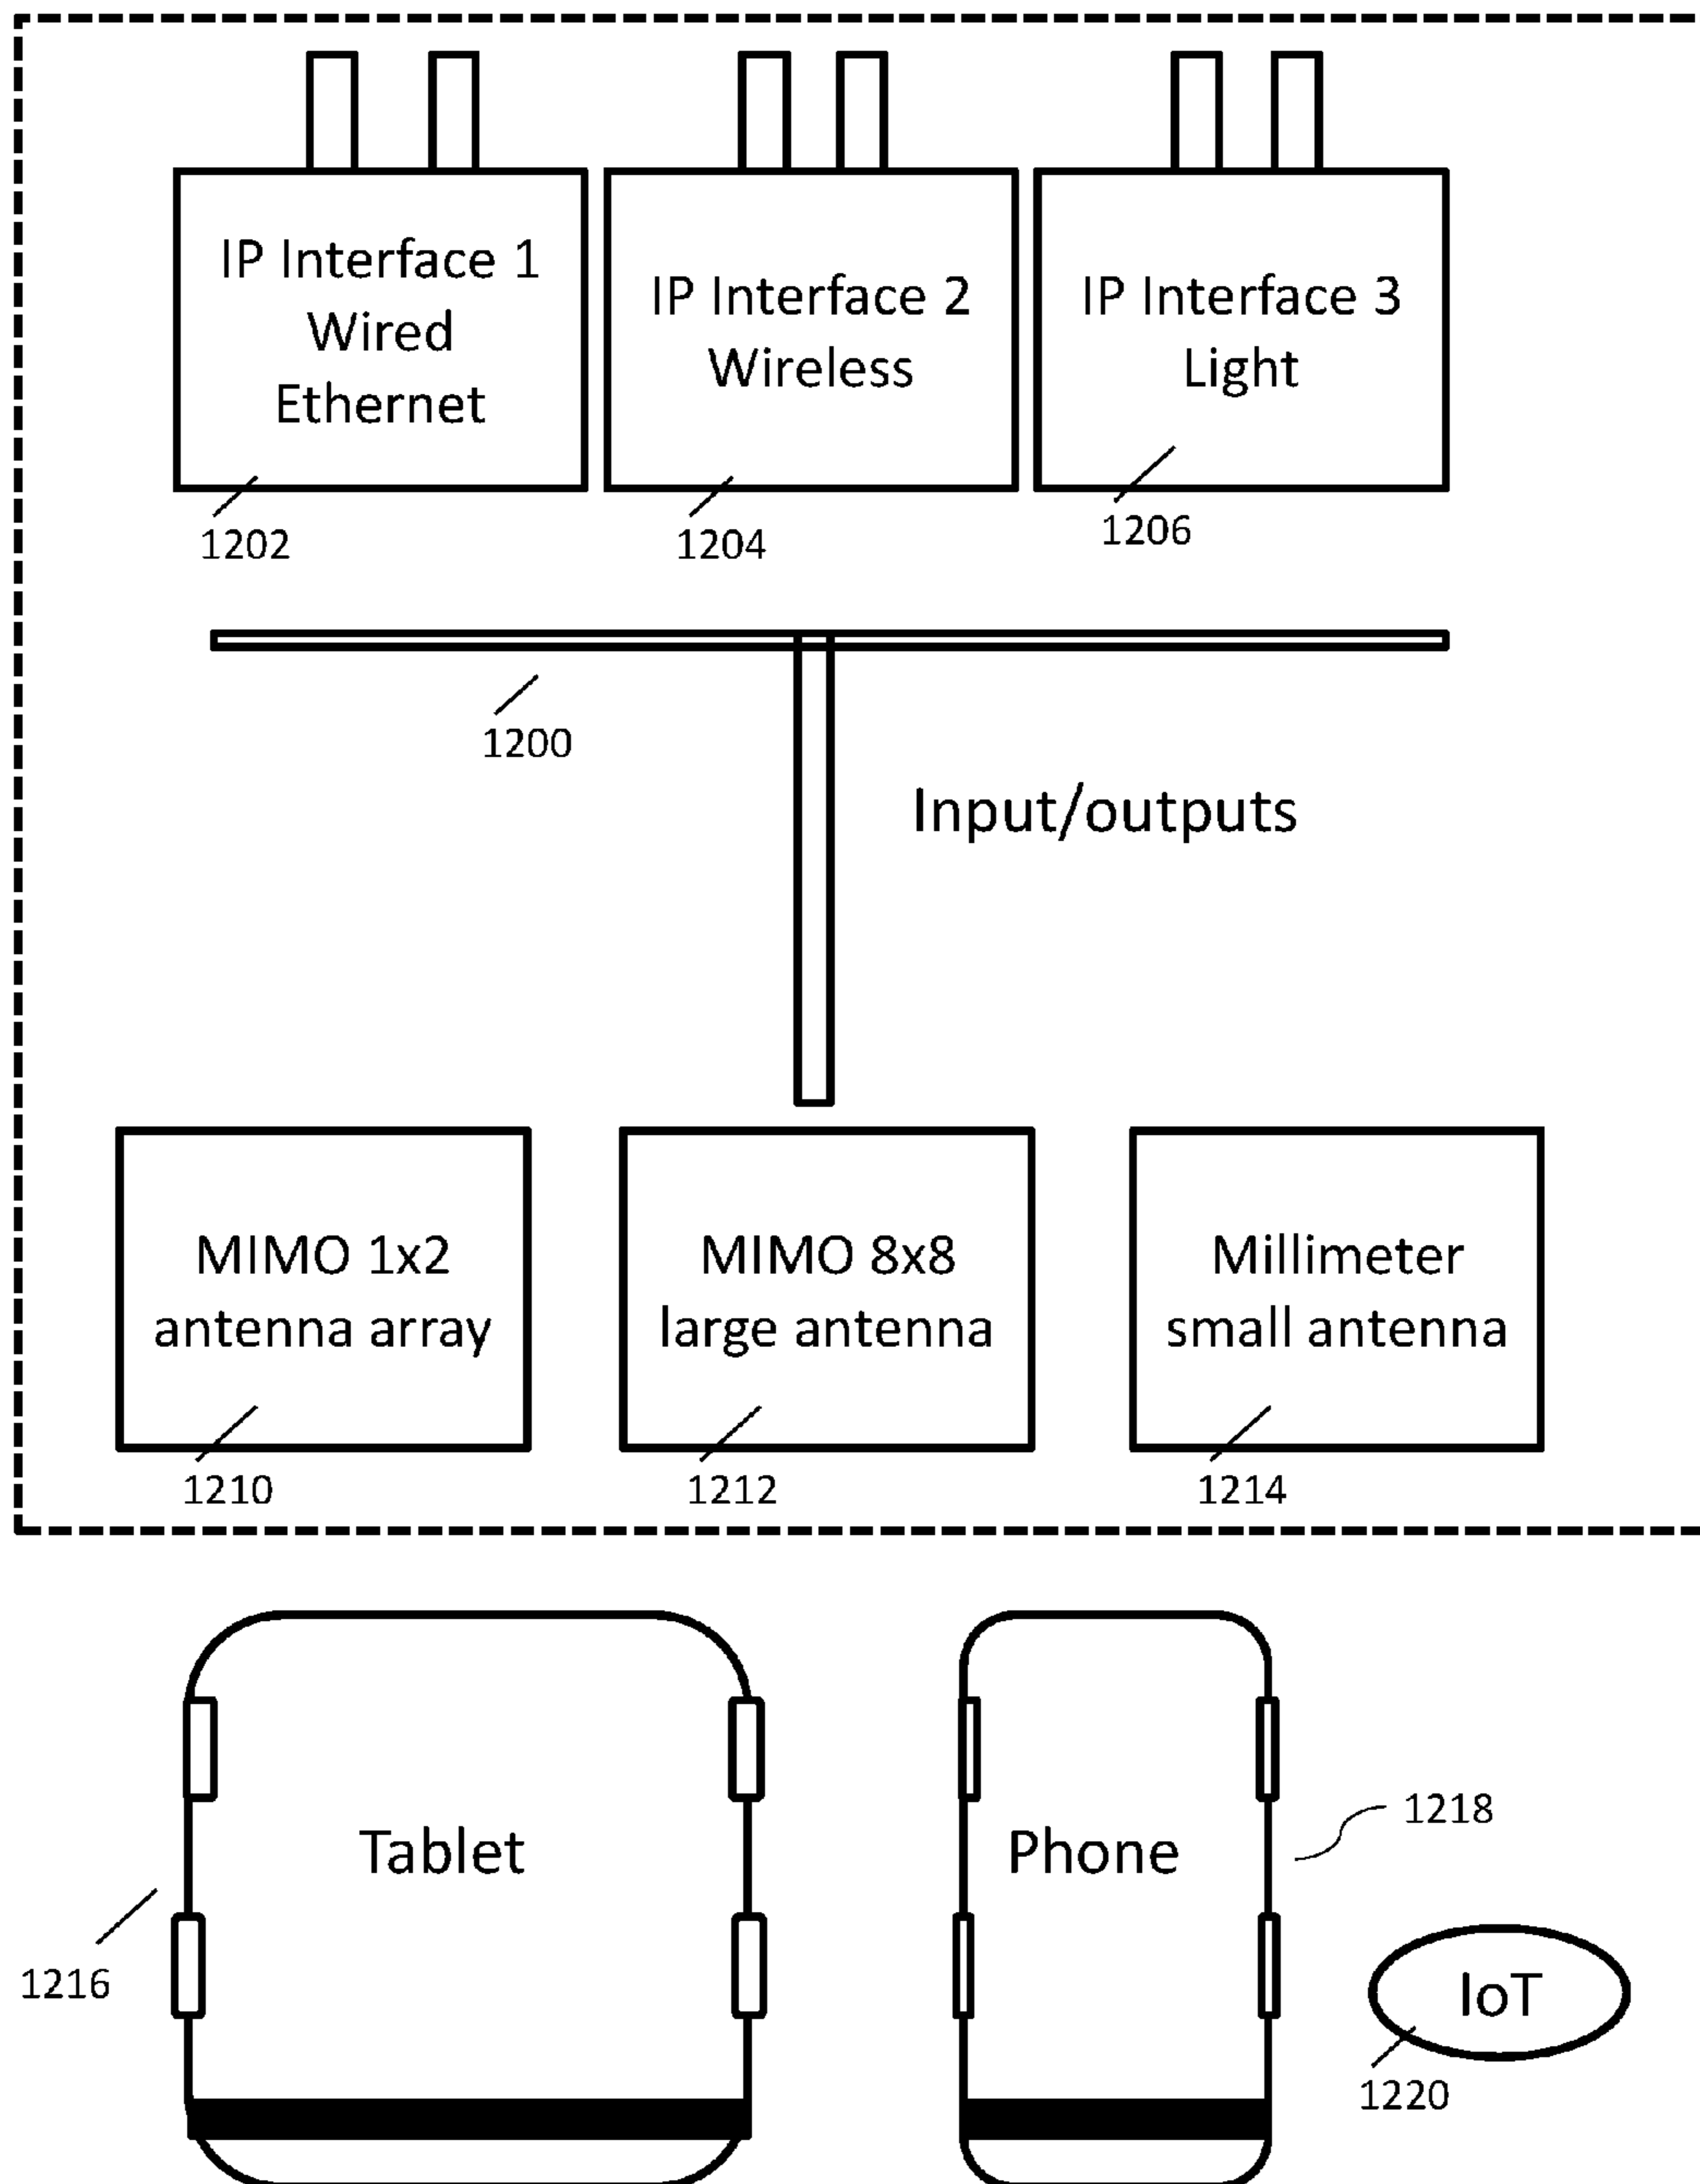 IP Interface 1
Wired
Ethernet
IP Interface 2
Wireless
IP Interface 3
Light
1202
1204
1206
1200
Input/outputs
MIMO 1x2
antenna array
MIMO 8x8
large antenna
Millimeter
small antenna
1210
1212
1214
Tablet
Phone
1218
1216
IoT
1220